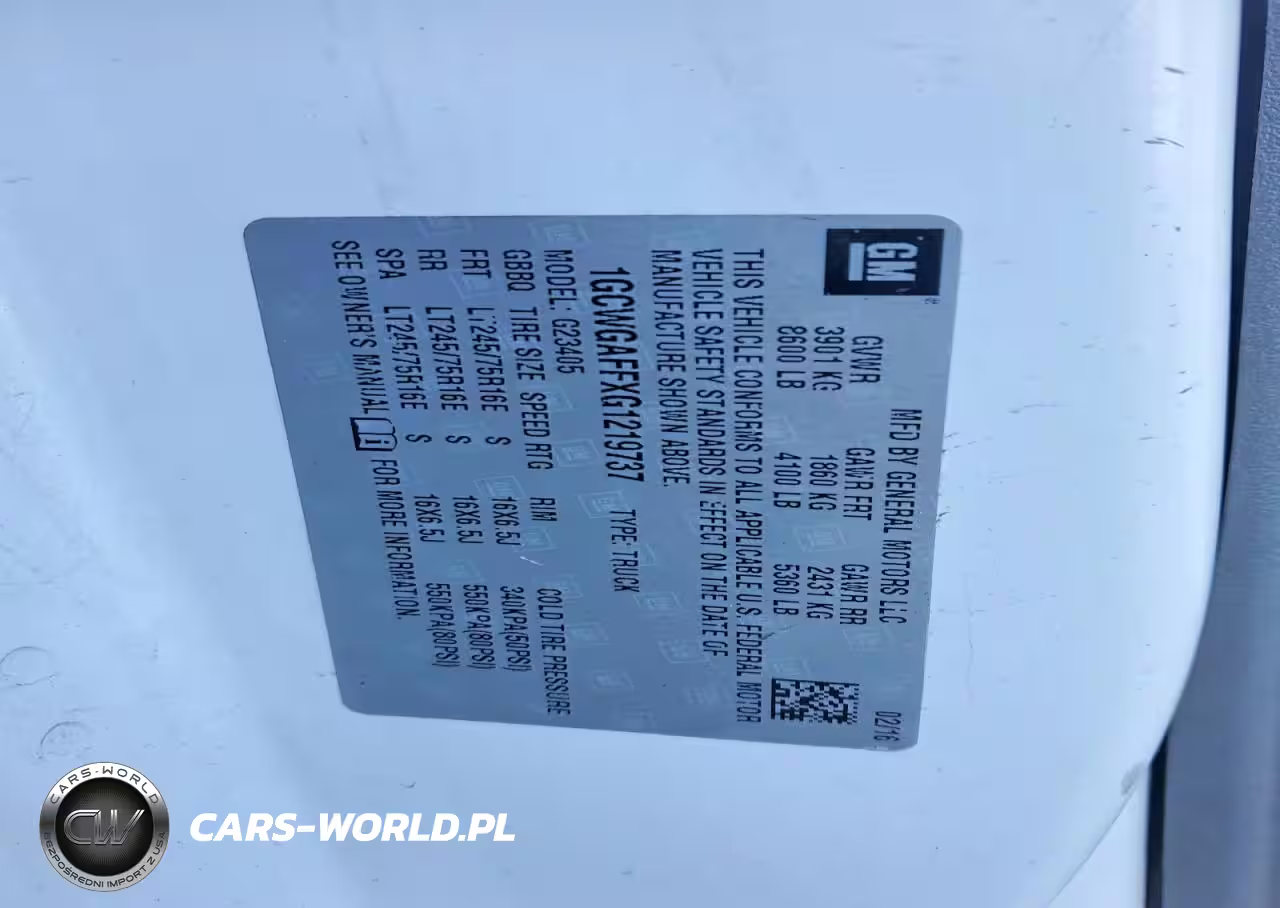 GM
®
MFD BY GENERAL MOTORS LLC 02/16
GVWR GAWR FRT GAWR RR
3901 KG 1860 KG 2431 KG
8600 LB 4100 LB 5360 LB
THIS VEHICLE CONFORMS TO ALL APPLICABLE U.S. FEDERAL MOTOR
VEHICLE SAFETY STANDARDS IN EFFECT ON THE DATE OF
MANUFACTURE SHOWN ABOVE.
1GCWGAFFXG1219737 TYPE: TRUCK
MODEL: G23405
GBBO TIRE SIZE SPEED RTG RIM COLD TIRE PRESSURE
FRT LT245/75R16E S 16X6.5J 340KPA(50PSI)
RR LT245/75R16E S 16X6.5J 550KPA(80PSI)
SPA LT245/75R16E S 16X6.5J 550KPA(80PSI)
SEE OWNER'S MANUAL FOR MORE INFORMATION.
CARS-WORLD
CW
BEZPOŚREDNI IMPORT Z USA
CARS-WORLD.PL